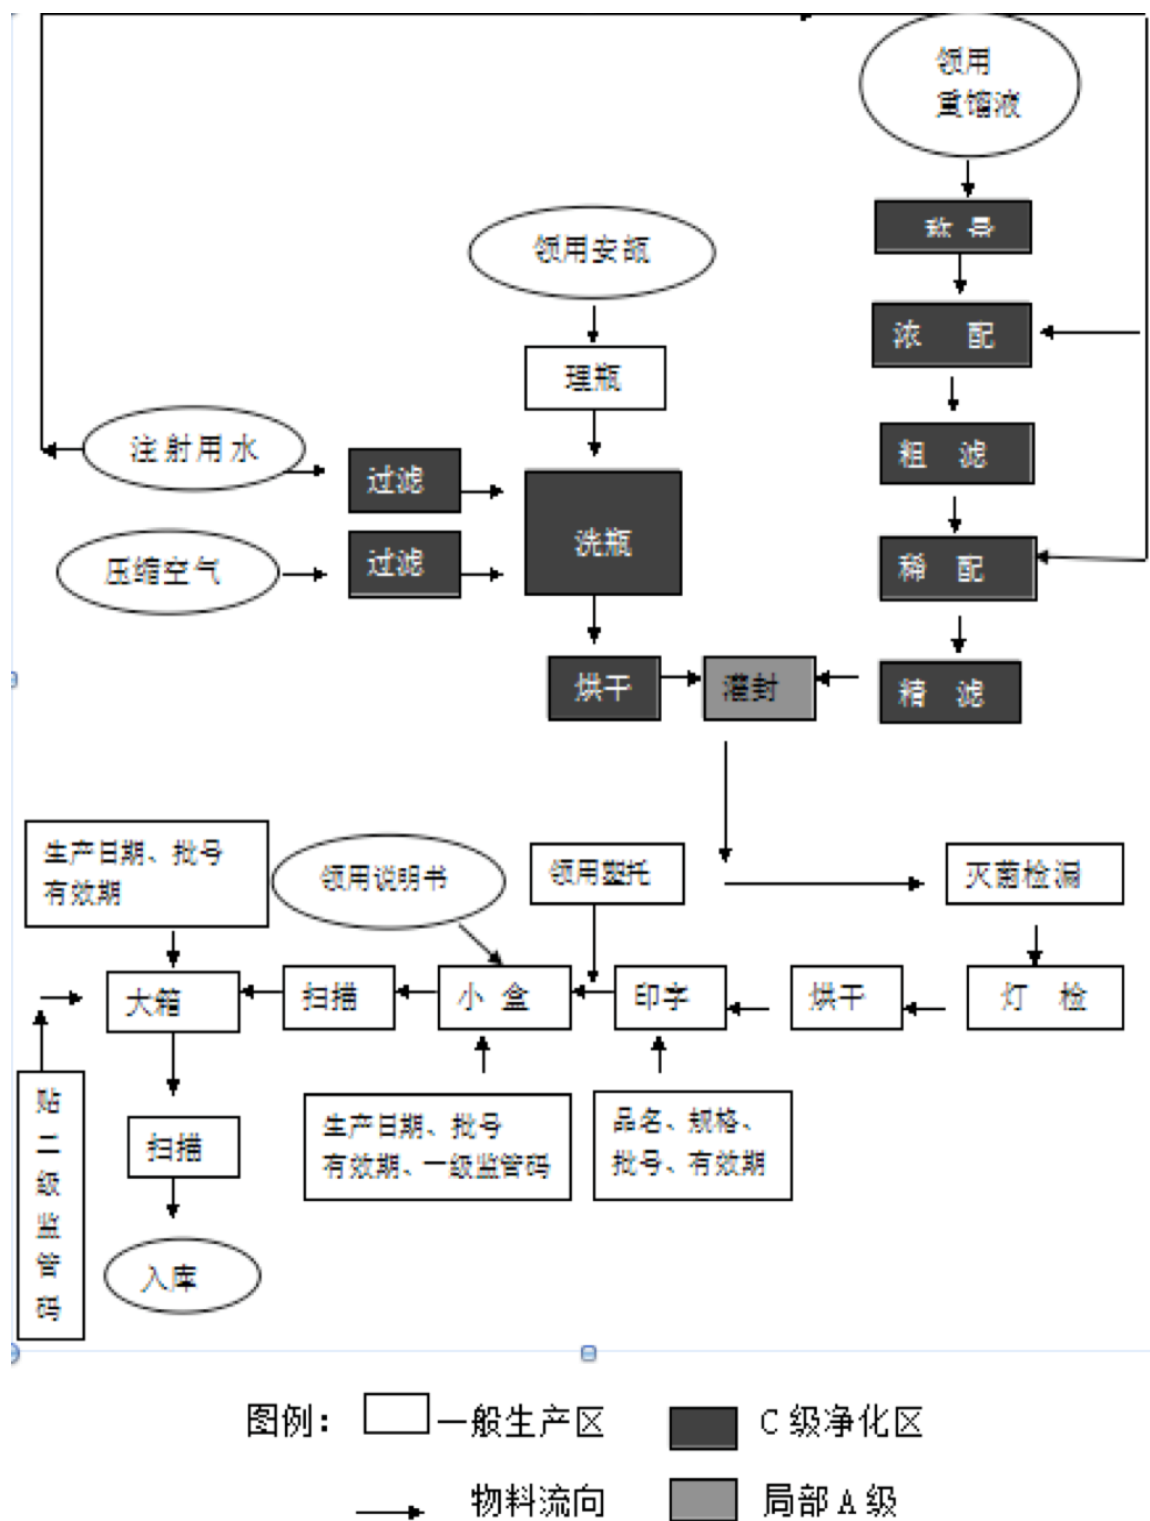 领用
重馏液
称 量
领用安瓿
浓 配
理瓶
注射用水
过滤
粗 滤
洗瓶
压缩空气
过滤
稀 配
烘干
灌封
精 滤
生产日期、批号
有效期
领用说明书
领用塑托
灭菌检漏
大箱
扫描
小 盒
印字
烘干
灯 检
贴二级监管码
生产日期、批号
有效期、一级监管码
品名、规格、
批号、有效期
扫描
入库
图例：
一般生产区
C 级净化区
物料流向
局部 A 级